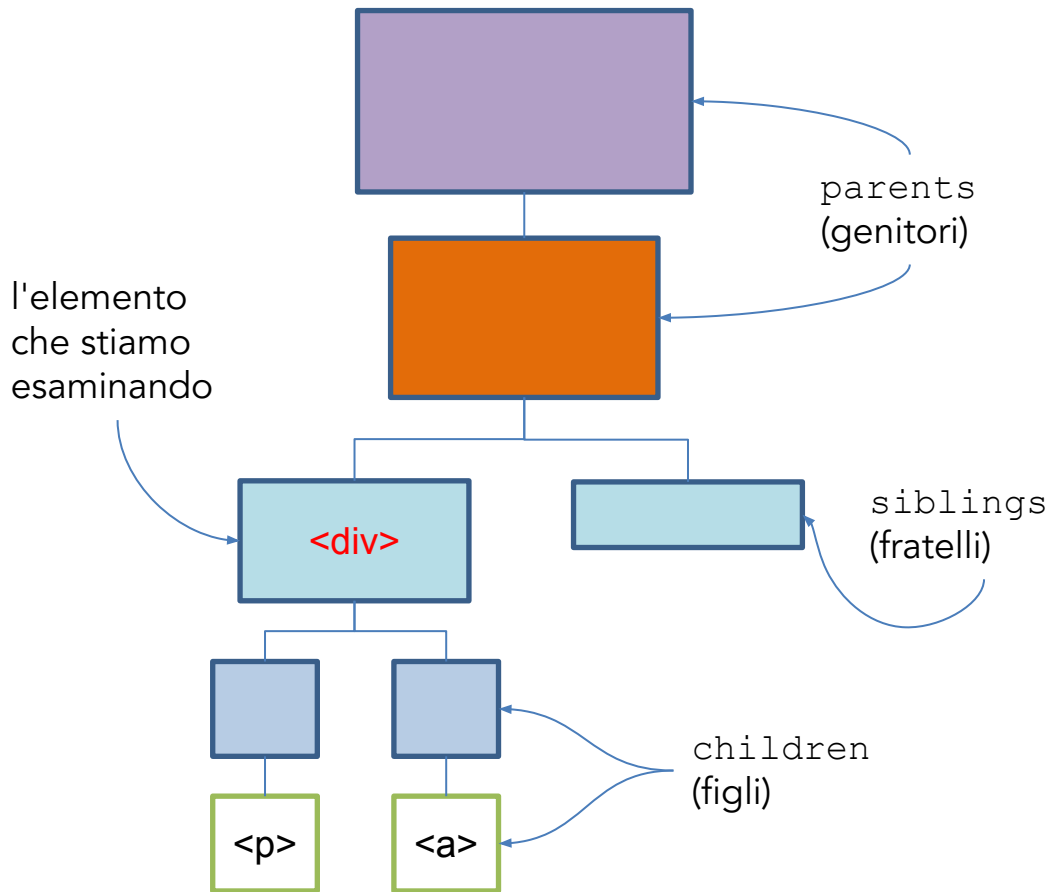 parents
(genitori)
l'elemento
che stiamo
esaminando
<div>
siblings
(fratelli)
children
(figli)
<p>
<a>